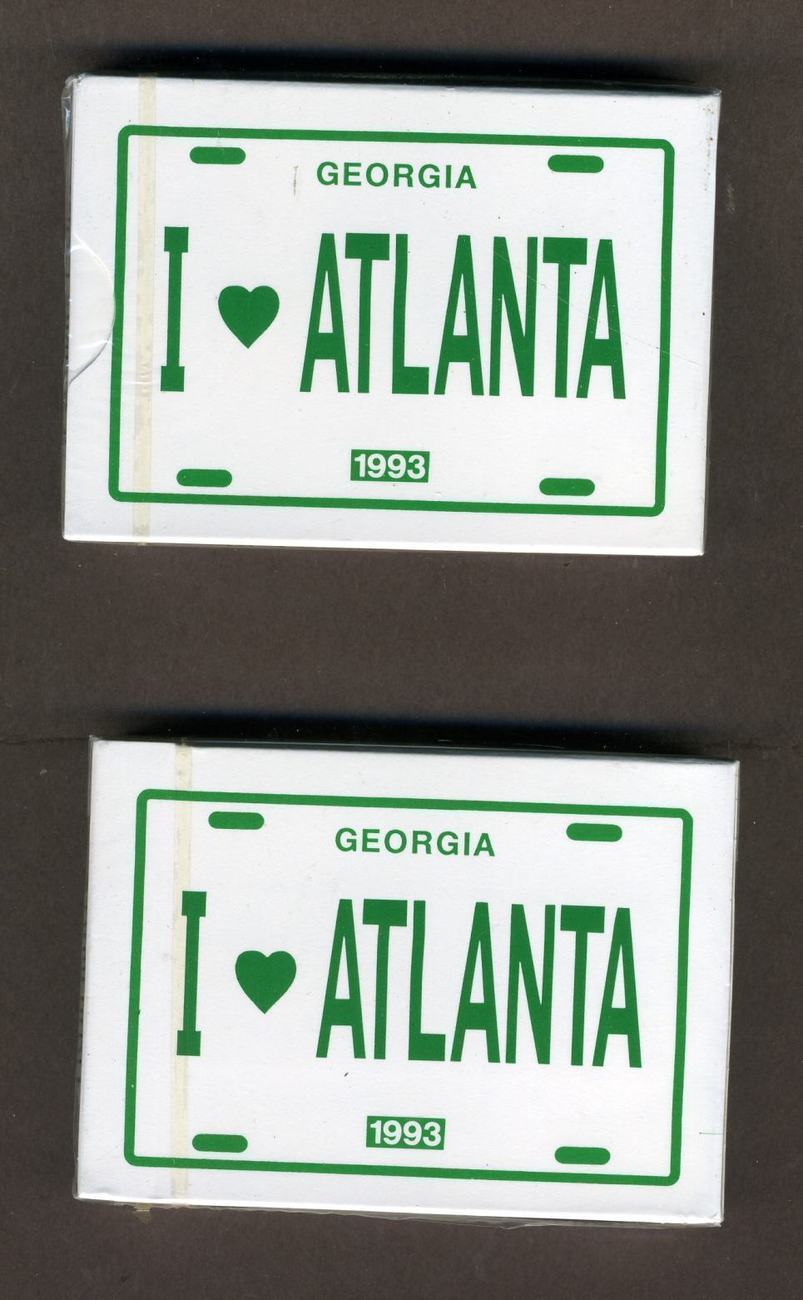 GEORGIA
I ♥ ATLANTA
1993
GEORGIA
I ♥ ATLANTA
1993